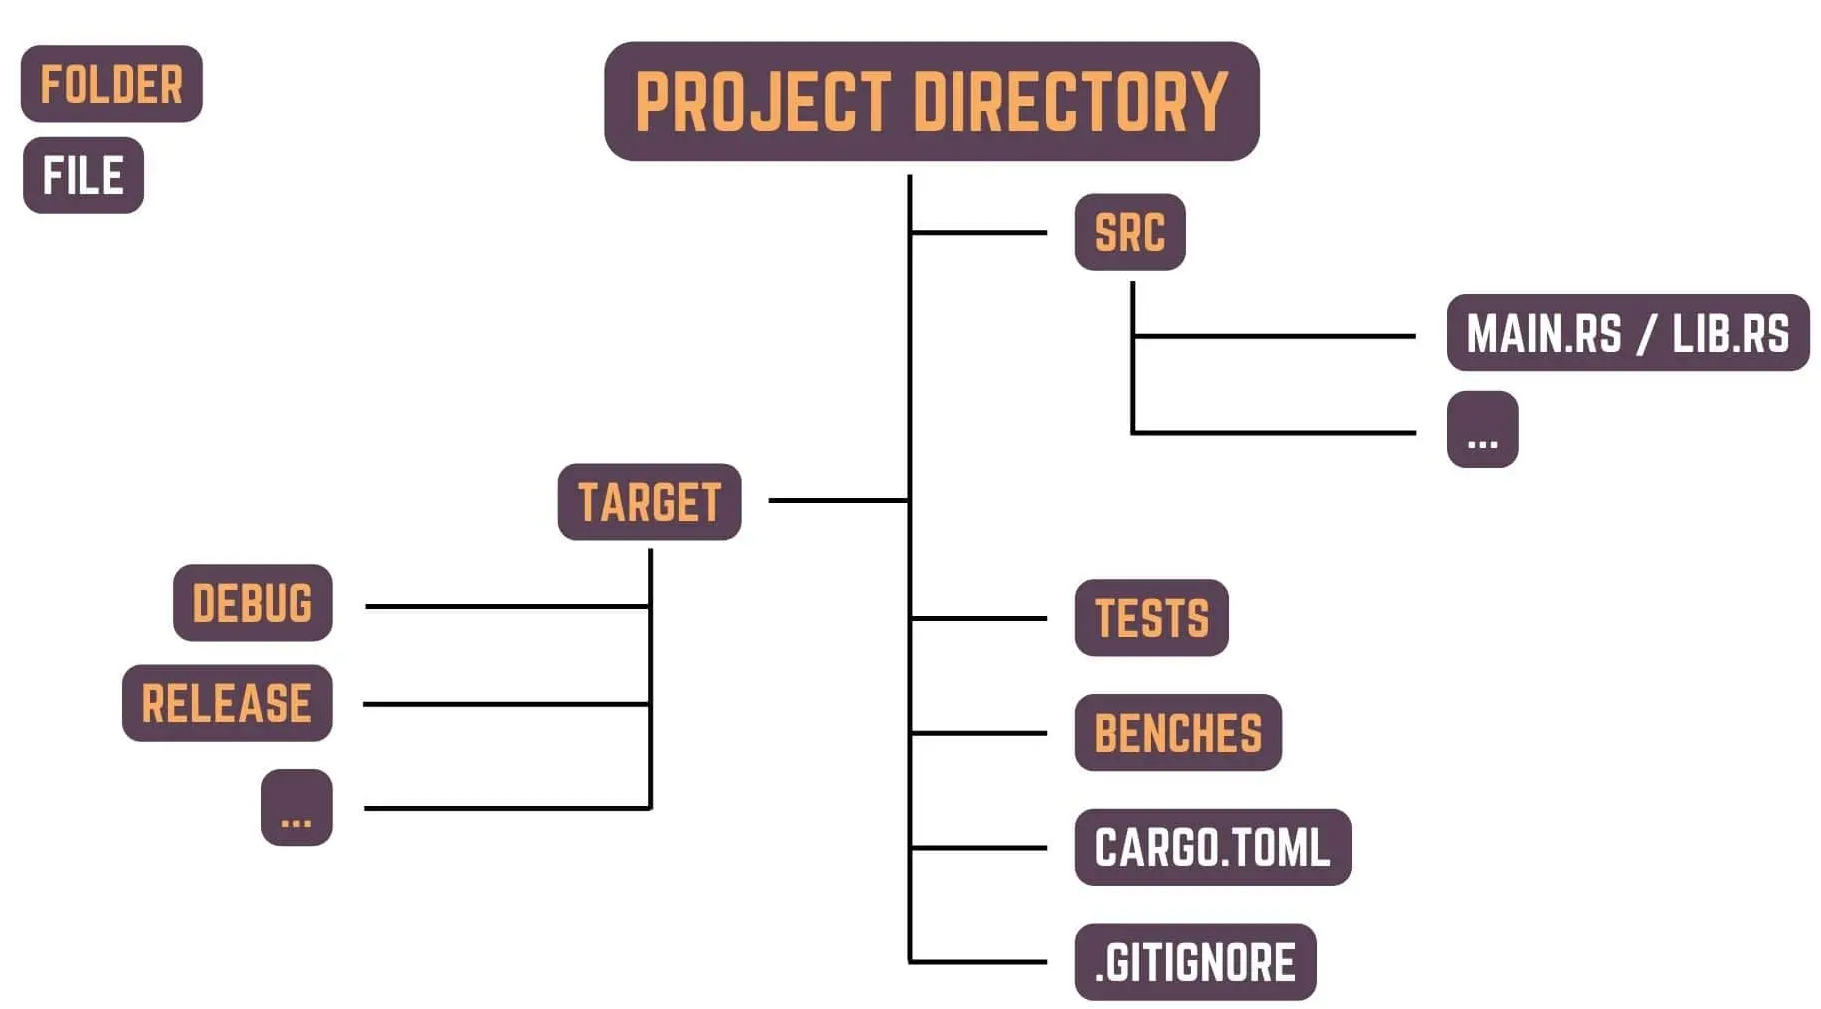 FOLDER
FILE
PROJECT DIRECTORY
SRC
MAIN.RS / LIB.RS
...
TARGET
DEBUG
RELEASE
...
TESTS
BENCHES
CARGO.TOML
.GITIGNORE